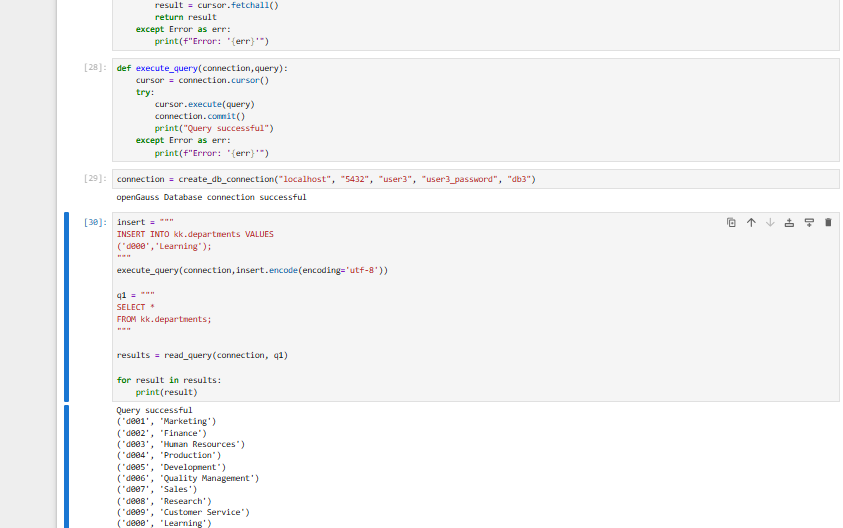 result = cursor.fetchall()
return result
except Error as err:
print(f"Error: '{err}'")
[28]:
def execute_query(connection,query):
cursor = connection.cursor()
try:
cursor.execute(query)
connection.commit()
print("Query successful")
except Error as err:
print(f"Error: '{err}'")
[29]:
connection = create_db_connection("localhost", "5432", "user3", "user3_password", "db3")
openGauss Database connection successful
[30]:
insert = """
INSERT INTO kk.departments VALUES
('d000','Learning');
"""
execute_query(connection,insert.encode(encoding='utf-8'))
q1 = """
SELECT *
FROM kk.departments;
"""
results = read_query(connection, q1)
for result in results:
print(result)
Query successful
('d001', 'Marketing')
('d002', 'Finance')
('d003', 'Human Resources')
('d004', 'Production')
('d005', 'Development')
('d006', 'Quality Management')
('d007', 'Sales')
('d008', 'Research')
('d009', 'Customer Service')
('d000', 'Learning')